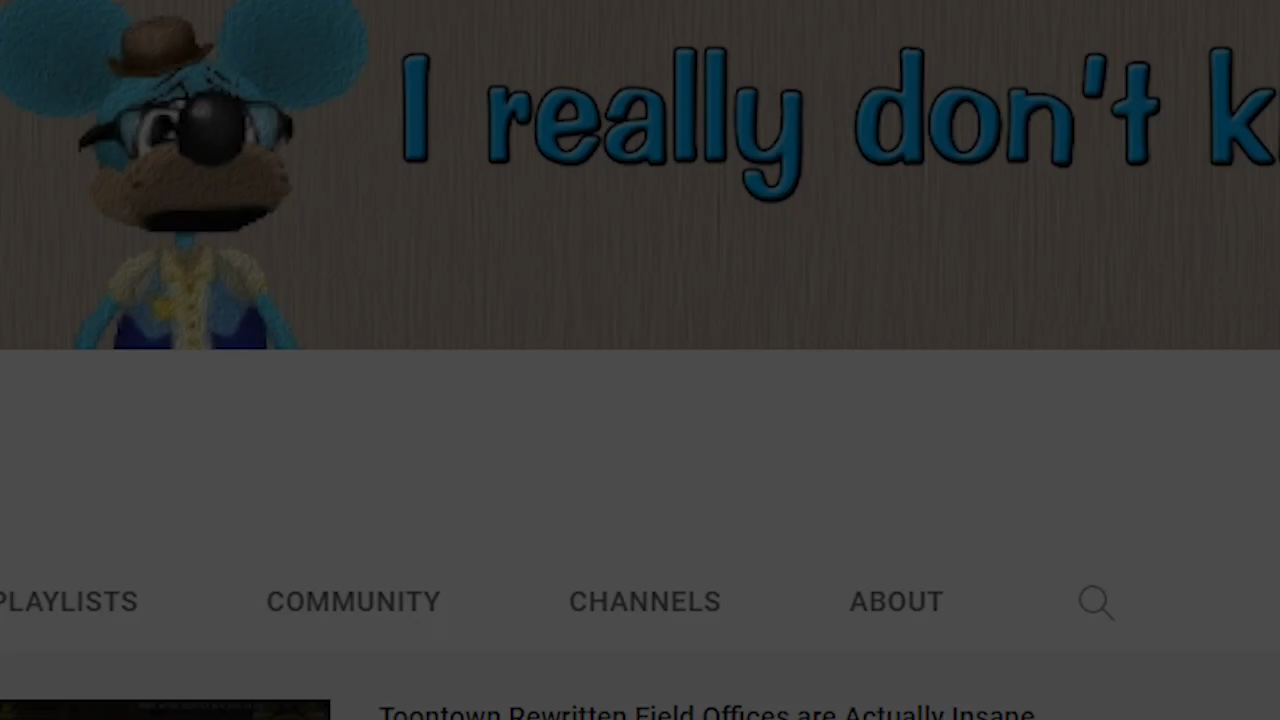 I really don't
PLAYLISTS COMMUNITY CHANNELS ABOUT
Toontown Rewritten Field Offices are Actually Insane